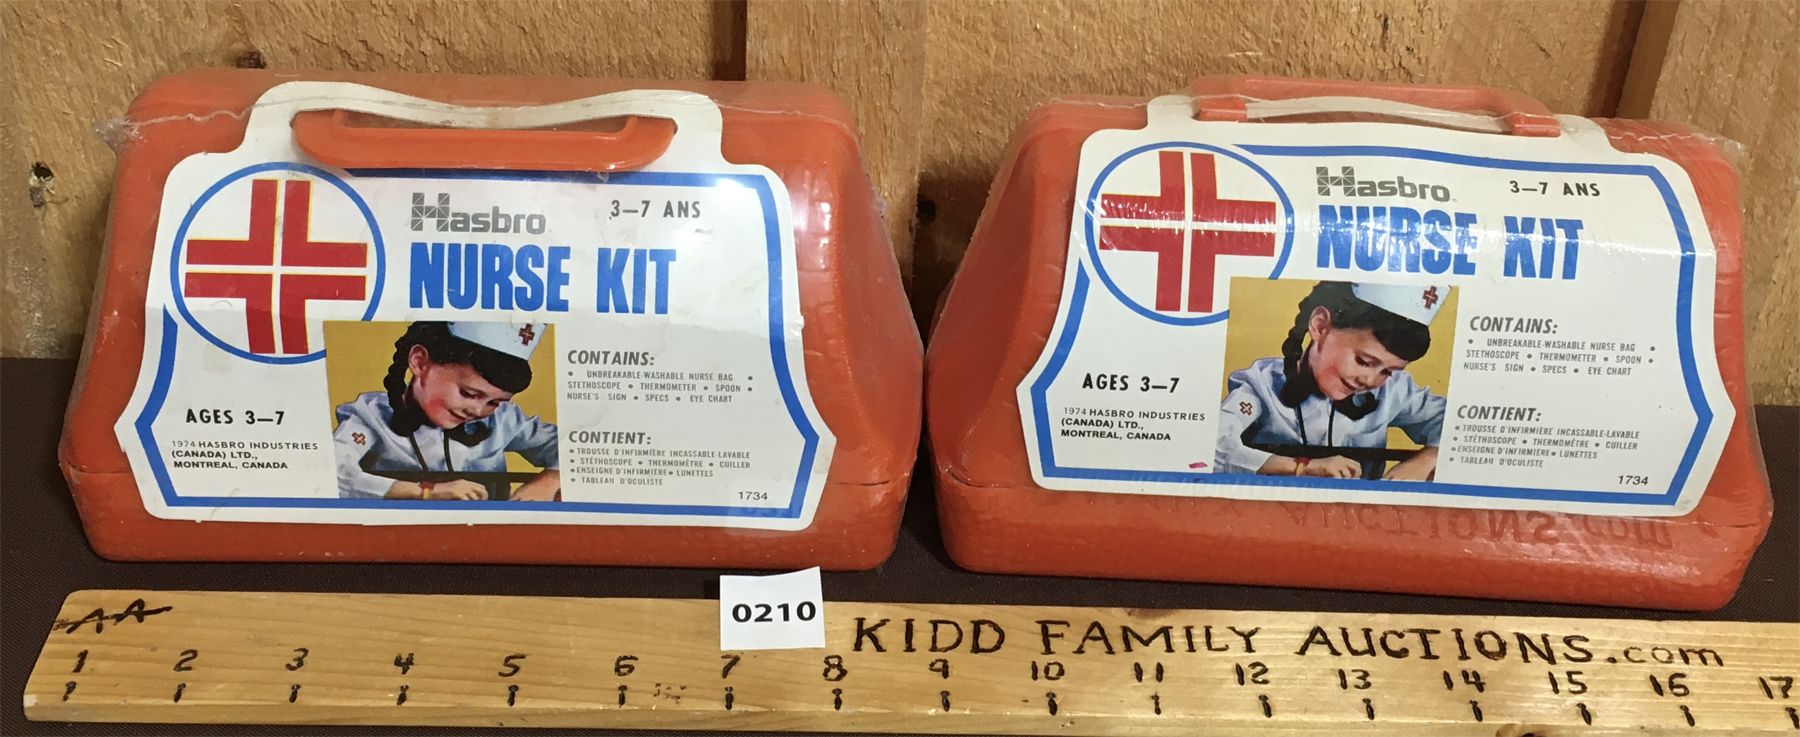 Hasbro
3–7 ANS
NURSE KIT
CONTAINS:
• UNBREAKABLE-WASHABLE NURSE BAG •
STETHOSCOPE • THERMOMETER • SPOON •
NURSE'S SIGN • SPECS • EYE CHART
AGES 3–7
1974 HASBRO INDUSTRIES
(CANADA) LTD.,
MONTREAL, CANADA
CONTIENT:
• TROUSSE D'INFIRMIÈRE INCASSABLE-LAVABLE
• STÉTHOSCOPE • THERMOMÉTRE • CUILLER
• ENSEIGNE D'INFIRMIERE • LUNETTES
• TABLEAU D'OCULISTE
1734
Hasbro
3–7 ANS
NURSE KIT
CONTAINS:
• UNBREAKABLE-WASHABLE NURSE BAG •
STETHOSCOPE • THERMOMETER • SPOON •
NURSE'S SIGN • SPECS • EYE CHART
AGES 3–7
1974 HASBRO INDUSTRIES
(CANADA) LTD.,
MONTREAL, CANADA
CONTIENT:
• TROUSSE D'INFIRMIÈRE INCASSABLE-LAVABLE
• STÉTHOSCOPE • THERMOMÉTRE • CUILLER
• ENSEIGNE D'INFIRMIERE • LUNETTES
• TABLEAU D'OCULISTE
1734
AA
0210
KIDD FAMILY AUCTIONS.com
1 2 3 4 5 6 7 8 9 10 11 12 13 14 15 16 17